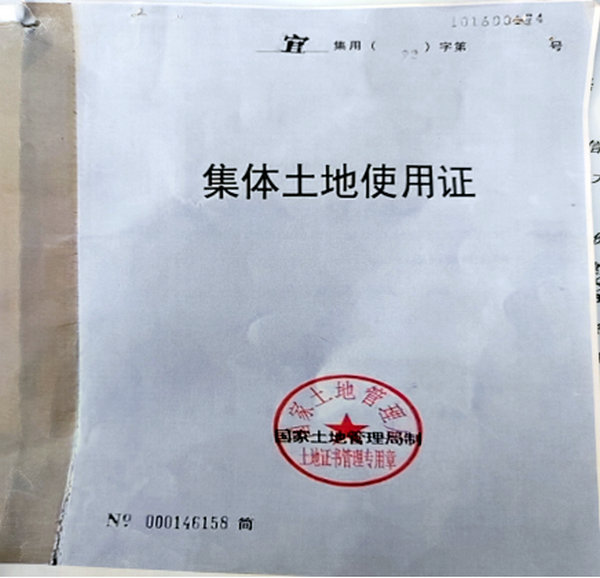 宜 集用（ ）字第 号
集体土地使用证
国家土地管理局
国家土地管理局制
土地证书管理专用章
Nº 000146158 简